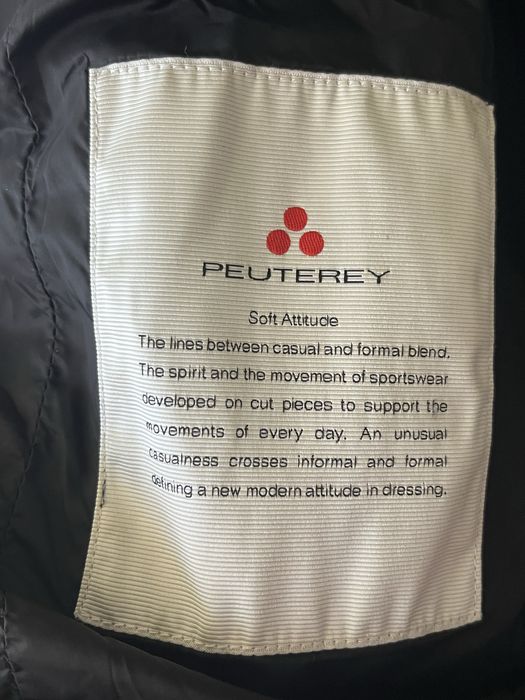 PEUTEREY
Soft Attitude
The lines between casual and formal blend.
The spirit and the movement of sportswear
developed on cut pieces to support the
movements of every day. An unusual
casualness crosses informal and formal
defining a new modern attitude in dressing.